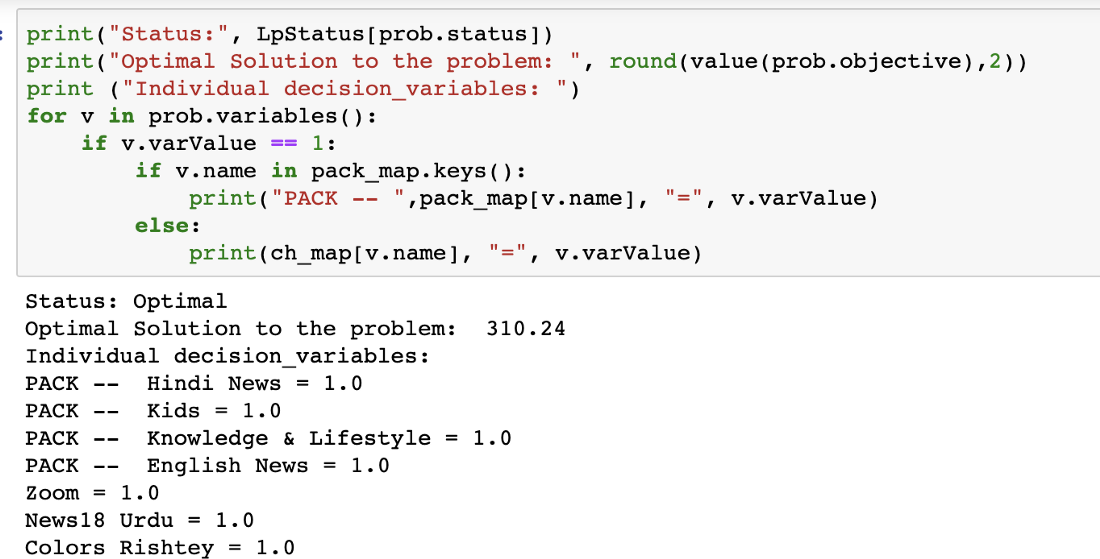 print("Status:", LpStatus[prob.status])
print("Optimal Solution to the problem: ", round(value(prob.objective),2))
print ("Individual decision_variables: ")
for v in prob.variables():
    if v.varValue == 1:
        if v.name in pack_map.keys():
            print("PACK -- ",pack_map[v.name], "=", v.varValue)
        else:
            print(ch_map[v.name], "=", v.varValue)
Status: Optimal
Optimal Solution to the problem:  310.24
Individual decision_variables:
PACK --  Hindi News = 1.0
PACK --  Kids = 1.0
PACK --  Knowledge & Lifestyle = 1.0
PACK --  English News = 1.0
Zoom = 1.0
News18 Urdu = 1.0
Colors Rishtey = 1.0